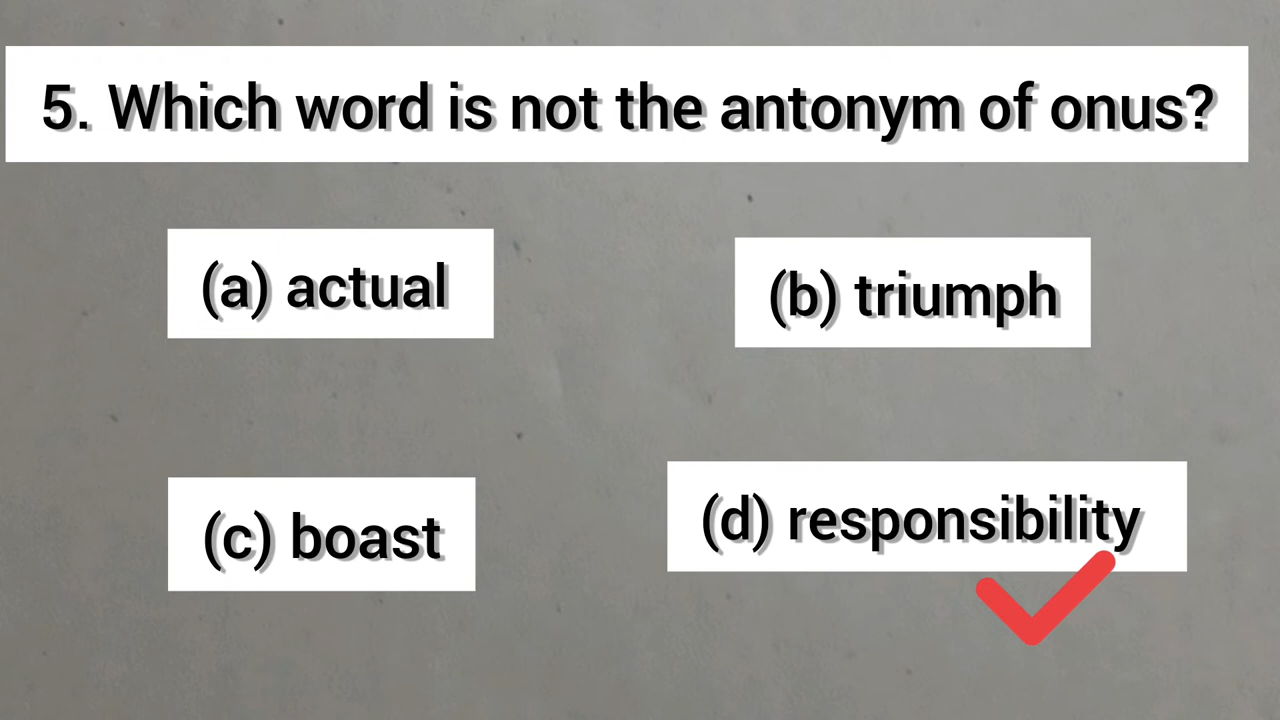 5. Which word is not the antonym of onus?
(a) actual
(b) triumph
(c) boast
(d) responsibility